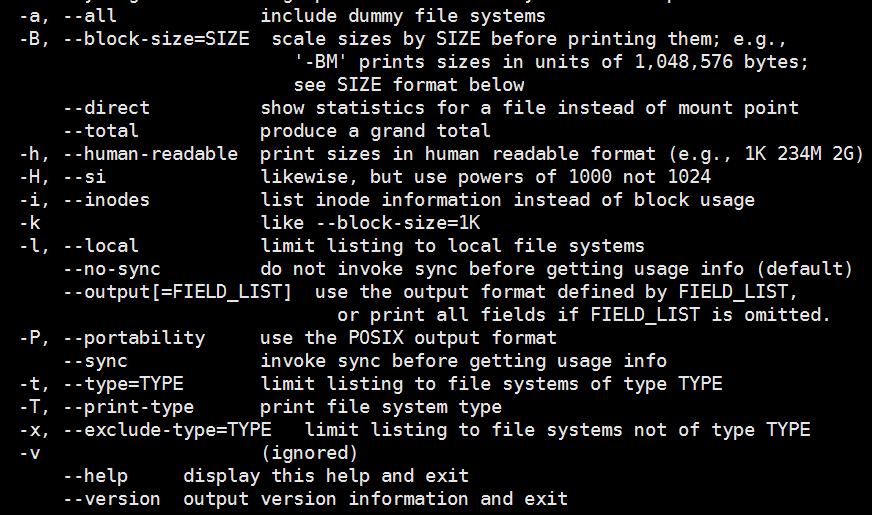 -a, --all             include dummy file systems
-B, --block-size=SIZE  scale sizes by SIZE before printing them; e.g.,
                         '-BM' prints sizes in units of 1,048,576 bytes;
                         see SIZE format below
    --direct          show statistics for a file instead of mount point
    --total           produce a grand total
-h, --human-readable  print sizes in human readable format (e.g., 1K 234M 2G)
-H, --si              likewise, but use powers of 1000 not 1024
-i, --inodes          list inode information instead of block usage
-k                    like --block-size=1K
-l, --local           limit listing to local file systems
    --no-sync         do not invoke sync before getting usage info (default)
    --output[=FIELD_LIST]  use the output format defined by FIELD_LIST,
                             or print all fields if FIELD_LIST is omitted.
-P, --portability     use the POSIX output format
    --sync            invoke sync before getting usage info
-t, --type=TYPE       limit listing to file systems of type TYPE
-T, --print-type      print file system type
-x, --exclude-type=TYPE   limit listing to file systems not of type TYPE
-v                    (ignored)
    --help     display this help and exit
    --version  output version information and exit